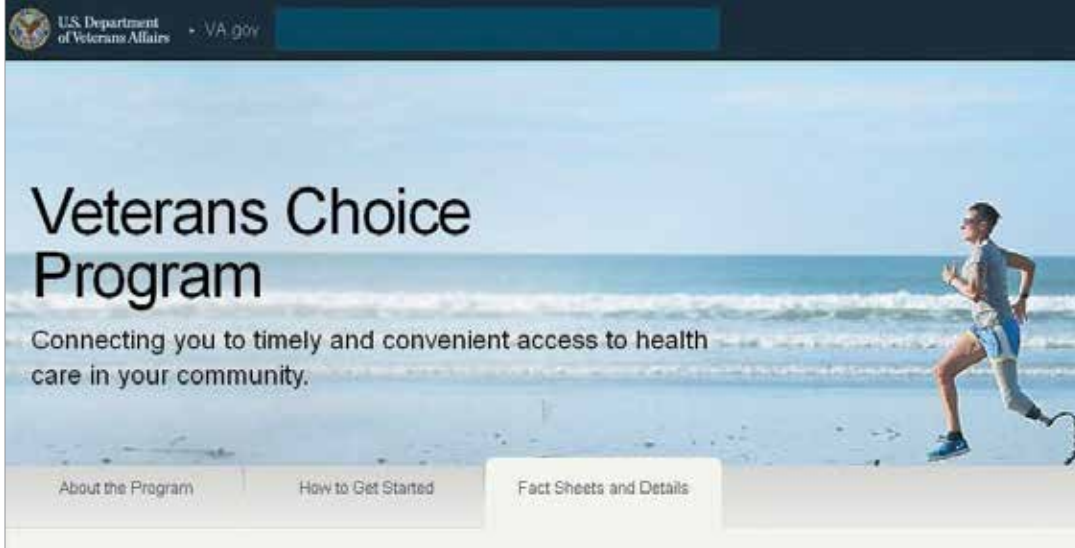 U.S. Department
of Veterans Affairs
▸ VA.gov
Veterans Choice
Program
Connecting you to timely and convenient access to health
care in your community.
About the Program
How to Get Started
Fact Sheets and Details